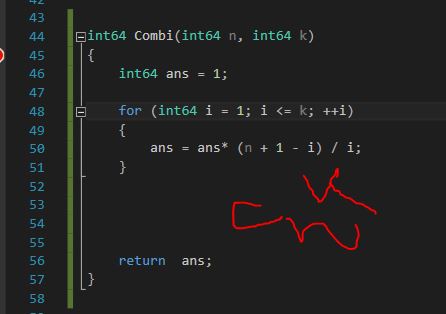 43
44 int64 Combi(int64 n, int64 k)
45 {
46 int64 ans = 1;
47
48 for (int64 i = 1; i <= k; ++i)
49 {
50 ans = ans* (n + 1 - i) / i;
51 }
52
53
54
55
56 return  ans;
57 }
58